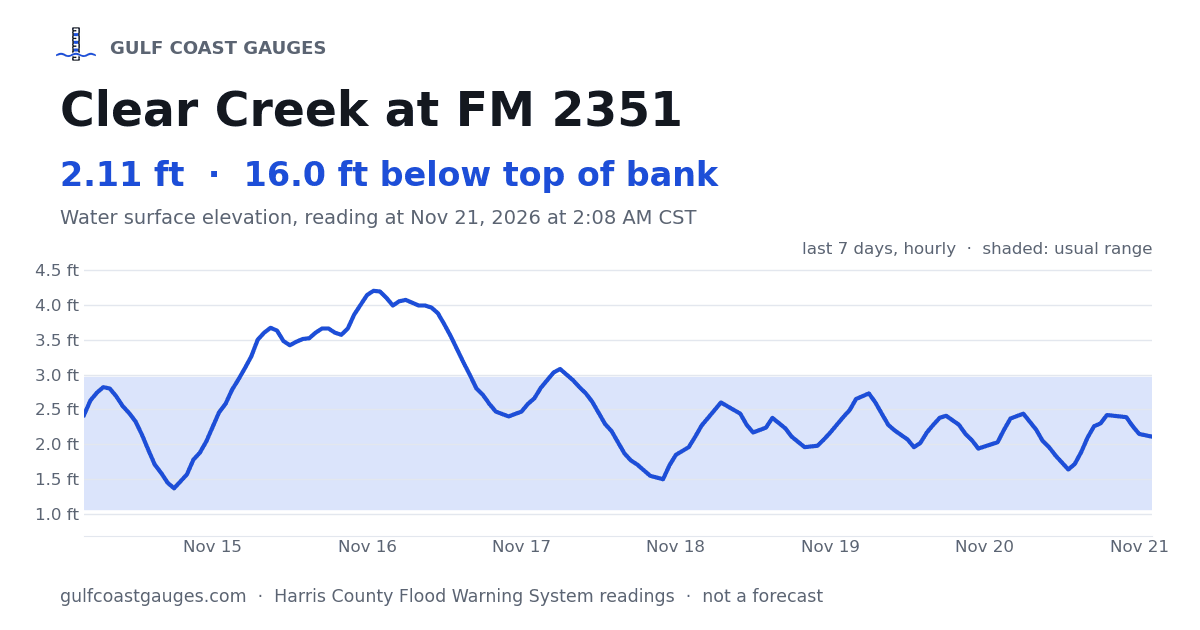 GULF COAST GAUGES
Clear Creek at FM 2351
2.11 ft · 16.0 ft below top of bank
Water surface elevation, reading at Nov 21, 2026 at 2:08 AM CST
last 7 days, hourly · shaded: usual range
4.5 ft
4.0 ft
3.5 ft
3.0 ft
2.5 ft
2.0 ft
1.5 ft
1.0 ft
Nov 15 Nov 16 Nov 17 Nov 18 Nov 19 Nov 20 Nov 21
gulfcoastgauges.com · Harris County Flood Warning System readings · not a forecast